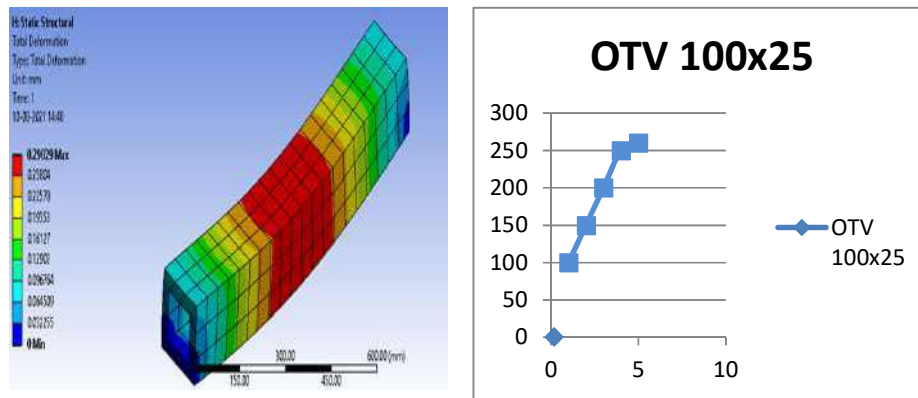 H: Static Structural
Total Deformation
Type: Total Deformation
Unit: mm
Time: 1
0.29029 Max
0.25804
0.22578
0.19353
0.16127
0.12902
0.096764
0.064509
0.032255
0 Min
0.00
300.00
600.00 (mm)
150.00
450.00
OTV 100x25
300
250
200
150
100
50
0
0
5
10
OTV
100x25